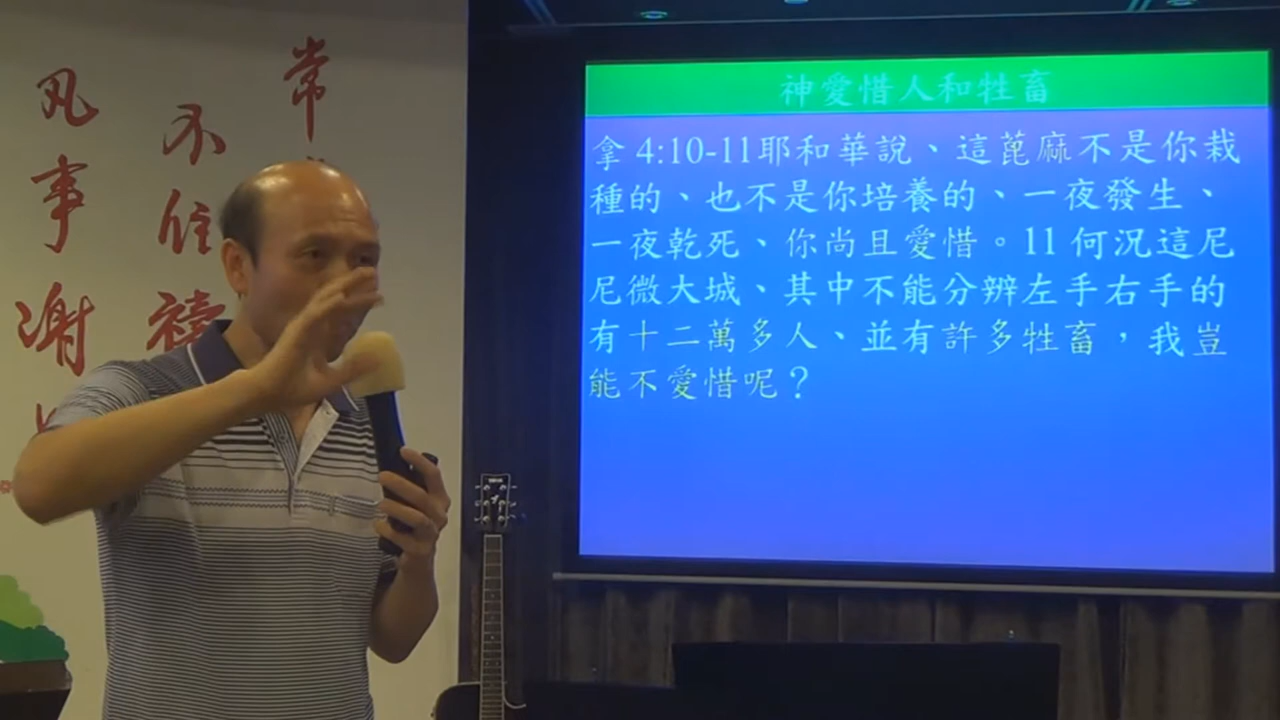 神愛惜人和牲畜
拿 4:10-11耶和華說、這蓖麻不是你栽
種的、也不是你培養的、一夜發生、
一夜乾死、你尚且愛惜。11 何況這尼
尼微大城、其中不能分辨左手右手的
有十二萬多人、並有許多牲畜，我豈
能不愛惜呢？
常
不住禱
凡事謝